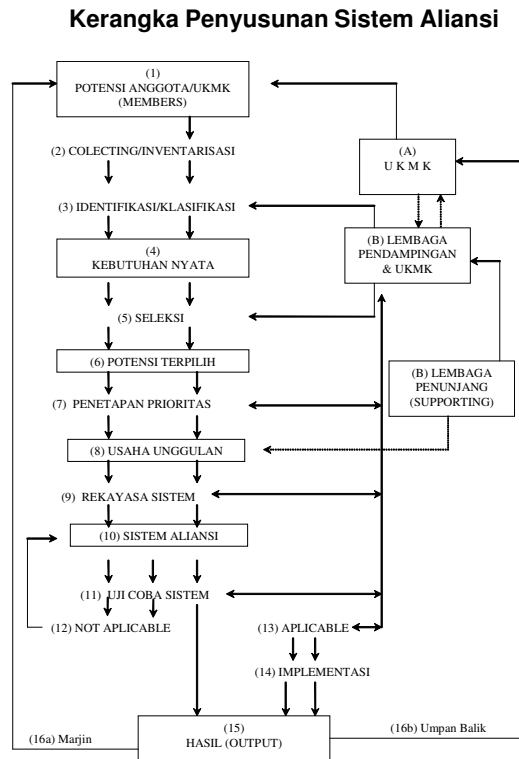 Kerangka Penyusunan Sistem Aliansi
(1)
POTENSI ANGGOTA/UKMK
(MEMBERS)
(2) COLECTING/INVENTARISASI
(A)
U K M K
(3) IDENTIFIKASI/KLASIFIKASI
(4)
KEBUTUHAN NYATA
(B) LEMBAGA
PENDAMPINGAN
& UKMK
(5) SELEKSI
(6) POTENSI TERPILIH
(7) PENETAPAN PRIORITAS
(B) LEMBAGA
PENUNJANG
(SUPPORTING)
(8) USAHA UNGGULAN
(9) REKAYASA SISTEM
(10) SISTEM ALIANSI
(11) UJI COBA SISTEM
(12) NOT APLICABLE
(13) APLICABLE
(14) IMPLEMENTASI
(15)
HASIL (OUTPUT)
(16a) Marjin
(16b) Umpan Balik